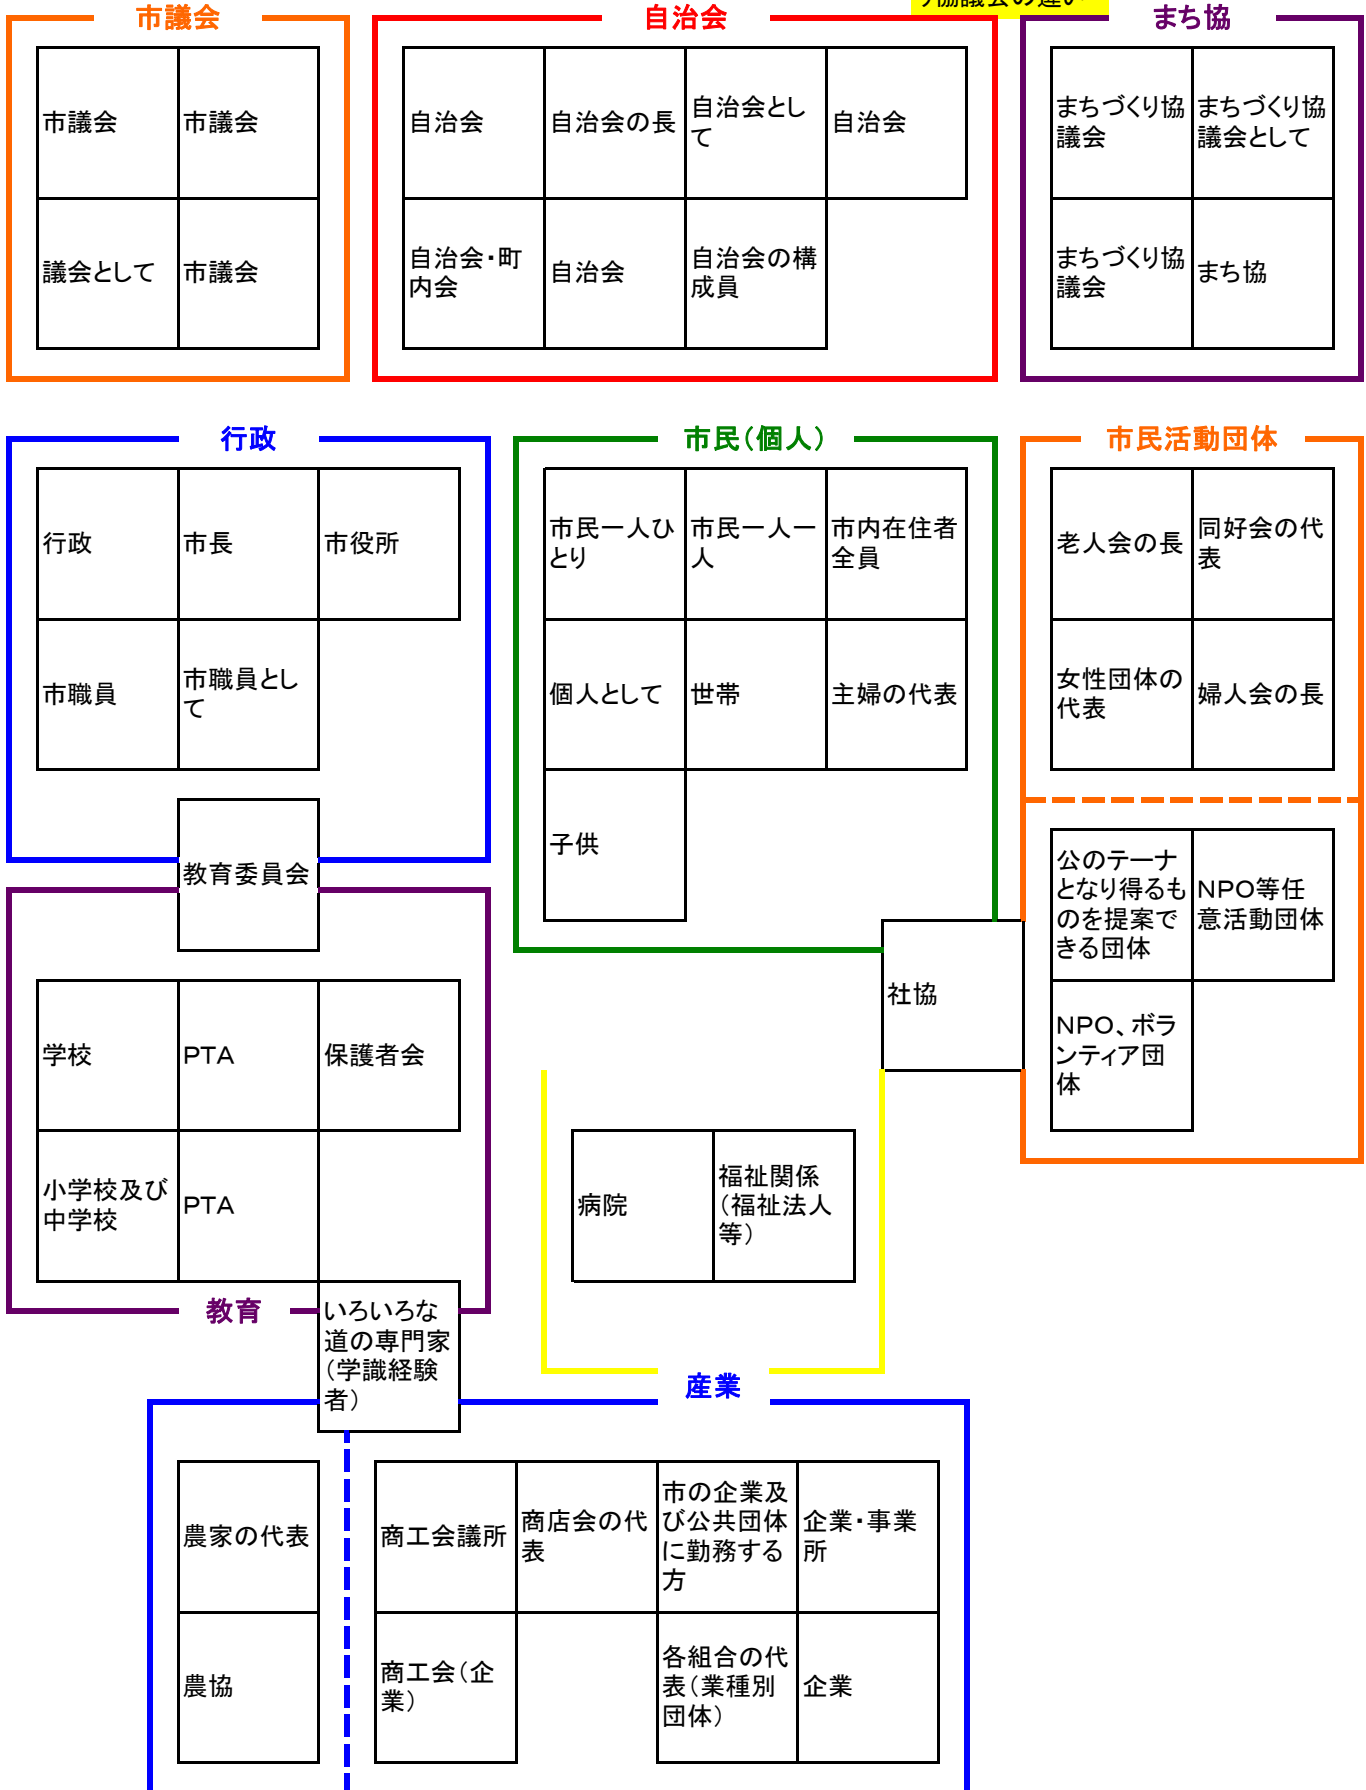 市議会
自治会
まち協
市議会
市議会
議会として
市議会
自治会
自治会の長
自治会とし
て
自治会
自治会・町
内会
自治会
自治会の構
成員
まちづくり協
議会
まちづくり協
議会として
まちづくり協
議会
まち協
行政
市民（個人）
市民活動団体
行政
市長
市役所
市職員
市職員とし
て
教育委員会
市民一人ひ
とり
市民一人一
人
市内在住者
全員
個人として
世帯
主婦の代表
子供
老人会の長
同好会の代
表
女性団体の
代表
婦人会の長
公のテーナ
となり得るも
のを提案で
きる団体
NPO等任
意活動団体
NPO、ボラ
ンティア団
体
社協
学校
PTA
保護者会
小学校及び
中学校
PTA
教育
いろいろな
道の専門家
（学識経験
者）
病院
福祉関係
（福祉法人
等）
産業
農家の代表
農協
商工会議所
商店会の代
表
市の企業及
び公共団体
に勤務する
方
企業・事業
所
商工会（企
業）
各組合の代
表（業種別
団体）
企業